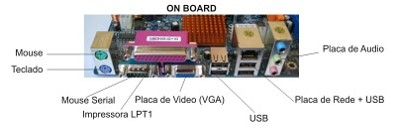 ON BOARD
Mouse
Teclado
Placa de Audio
Mouse Serial
Placa de Video (VGA)
Placa de Rede + USB
Impressora LPT1
USB